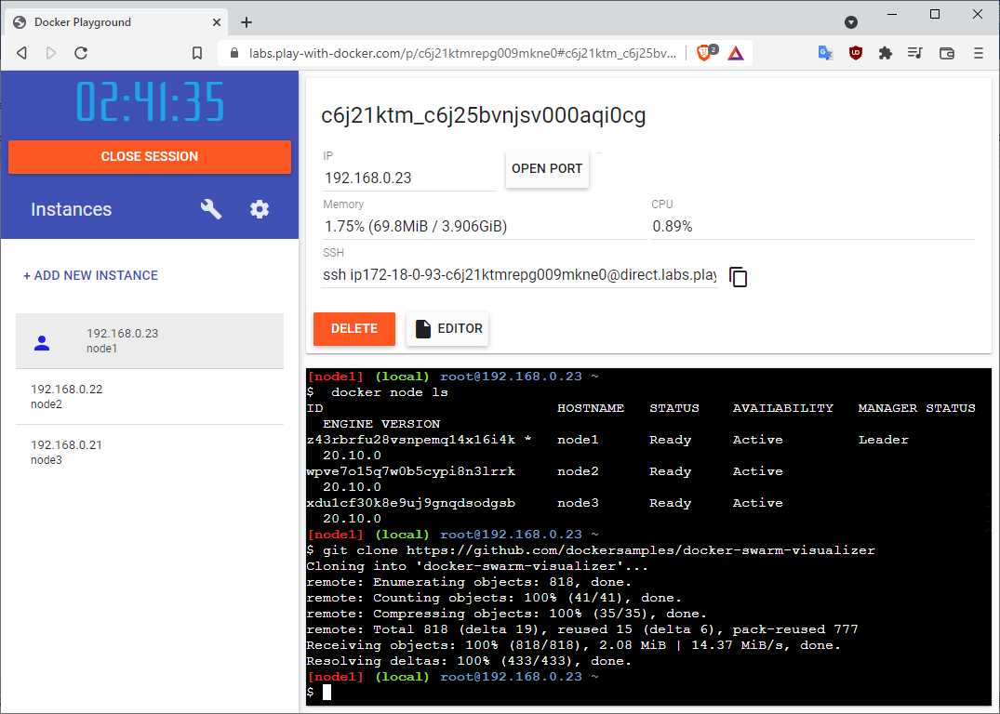 Docker Playground
labs.play-with-docker.com/p/c6j21ktmrepg009mkne0#c6j21ktm_c6j25bv...
2
02:41:35
CLOSE SESSION
Instances
+ ADD NEW INSTANCE
192.168.0.23
node1
192.168.0.22
node2
192.168.0.21
node3
c6j21ktm_c6j25bvnjsv000aqi0cg
IP
192.168.0.23
OPEN PORT
Memory
1.75% (69.8MiB / 3.906GiB)
CPU
0.89%
SSH
ssh ip172-18-0-93-c6j21ktmrepg009mkne0@direct.labs.play
DELETE
EDITOR
[node1] (local) root@192.168.0.23 ~
$  docker node ls
ID                            HOSTNAME   STATUS    AVAILABILITY   MANAGER STATUS
  ENGINE VERSION
z43rbrfu28vsnpemq14x16i4k *   node1      Ready     Active         Leader
  20.10.0
wpve7o15q7w0b5cypi8n3lrrk     node2      Ready     Active
  20.10.0
xdu1cf30k8e9uj9gnqdsodgsb     node3      Ready     Active
  20.10.0
[node1] (local) root@192.168.0.23 ~
$ git clone https://github.com/dockersamples/docker-swarm-visualizer
Cloning into 'docker-swarm-visualizer'...
remote: Enumerating objects: 818, done.
remote: Counting objects: 100% (41/41), done.
remote: Compressing objects: 100% (35/35), done.
remote: Total 818 (delta 19), reused 15 (delta 6), pack-reused 777
Receiving objects: 100% (818/818), 2.08 MiB | 14.37 MiB/s, done.
Resolving deltas: 100% (433/433), done.
[node1] (local) root@192.168.0.23 ~
$